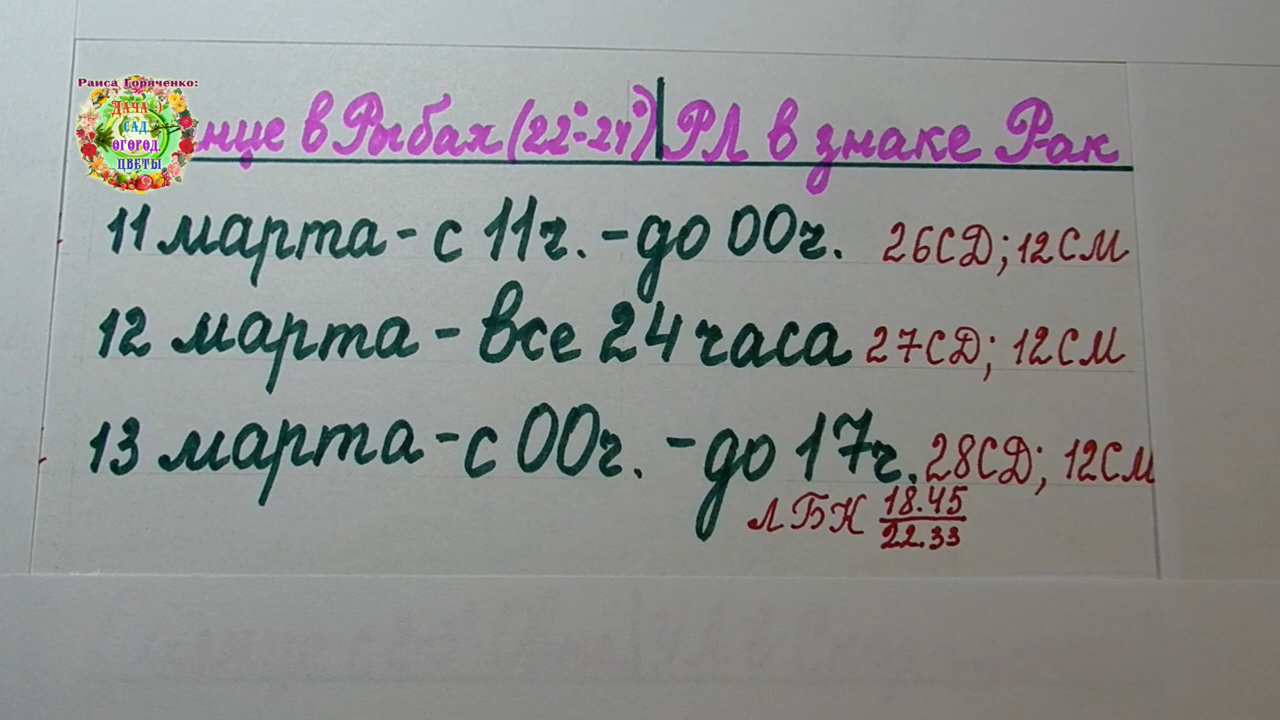 Раиса Горяченко:
ДАЧА
САД,
ОГОРОД,
ЦВЕТЫ
в Рыбах (22°-24°) РЛ в знаке Рак
11 марта - с 11ч. - до 00ч. 26СД; 12СМ
12 марта - все 24 часа 27СД; 12СМ
13 марта - с 00ч. - до 17ч. 28СД; 12СМ
ЛБК 18.45
22.33